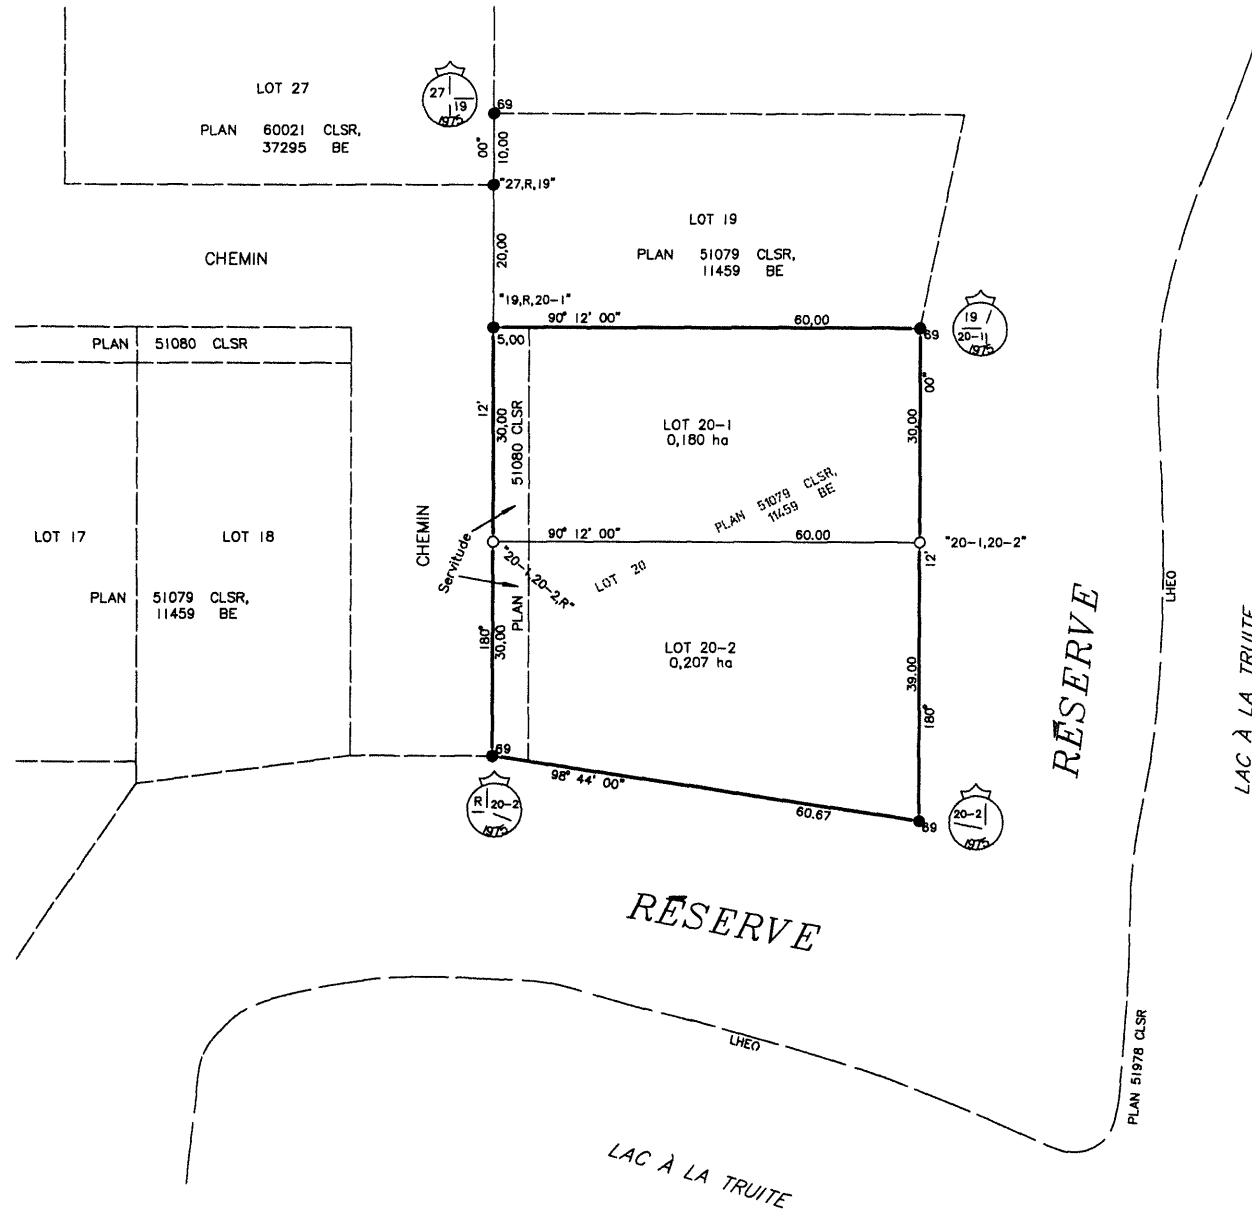 LOT 27
PLAN 60021 CLSR,
37295 BE
27
19
1975
69
00"
10,00
"27,R,19"
LOT 19
PLAN 51079 CLSR,
11459 BE
20,00
CHEMIN
"19,R,20-1"
90° 12' 00"
60,00
5,00
69
19
20-1
1975
PLAN 51080 CLSR
12'
30,00
PLAN 51080 CLSR
00"
30,00
LOT 20-1
0,180 ha
PLAN 51079 CLSR,
11459 BE
LOT 17
LOT 18
CHEMIN
Servitude
90° 12' 00"
60.00
"20-1,20-2"
"20-1,20-2,R"
LOT 20
12'
PLAN 51079 CLSR,
11459 BE
180°
30,00
LOT 20-2
0,207 ha
39,00
180°
LHEO
RÉSERVE
LAC À LA TRUITE
69
98° 44' 00"
60.67
R 20-2
1975
69
20-2
1975
RÉSERVE
LHEO
PLAN 51978 CLSR
LAC À LA TRUITE